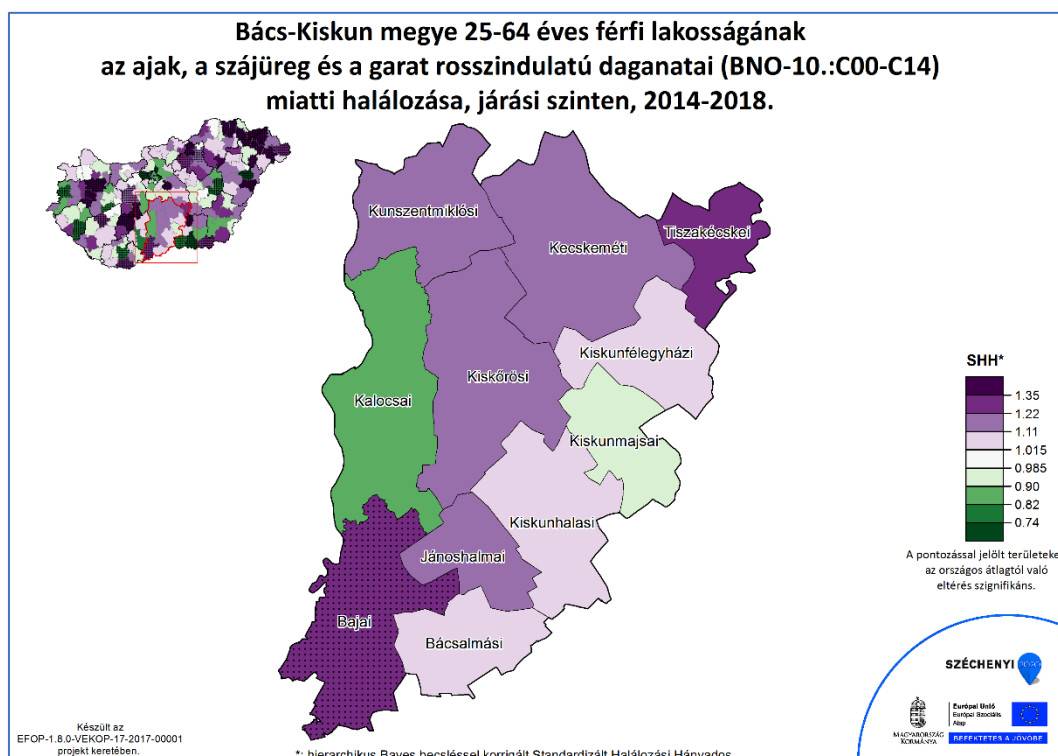 Bács-Kiskun megye 25-64 éves férfi lakosságának
az ajak, a szájüreg és a garat rosszindulatú daganatai (BNO-10.:C00-C14)
miatti halálozása, járási szinten, 2014-2018.
Kunszentmiklósi
Kecskeméti
Tiszakécskei
Kiskunfélegyházi
Kiskőrösi
Kalocsai
Kiskunmajsai
Kiskunhalasi
Jánoshalmai
Bajai
Bácsalmási
SHH*
1.35
1.22
1.11
1.015
0.985
0.90
0.82
0.74
A pontozással jelölt területeke
az országos átlagtól való
eltérés szignifikáns.
SZÉCHENYI 2020
MAGYARORSZÁG
KORMÁNYA
Európai Unió
Európai Szociális
Alap
BEFEKTETÉS A JÖVŐBE
Készült az
EFOP-1.8.0-VEKOP-17-2017-00001
projekt keretében.
*: hierarchikus Bayes becsléssel korrigált Standardizált Halálozási Hányados